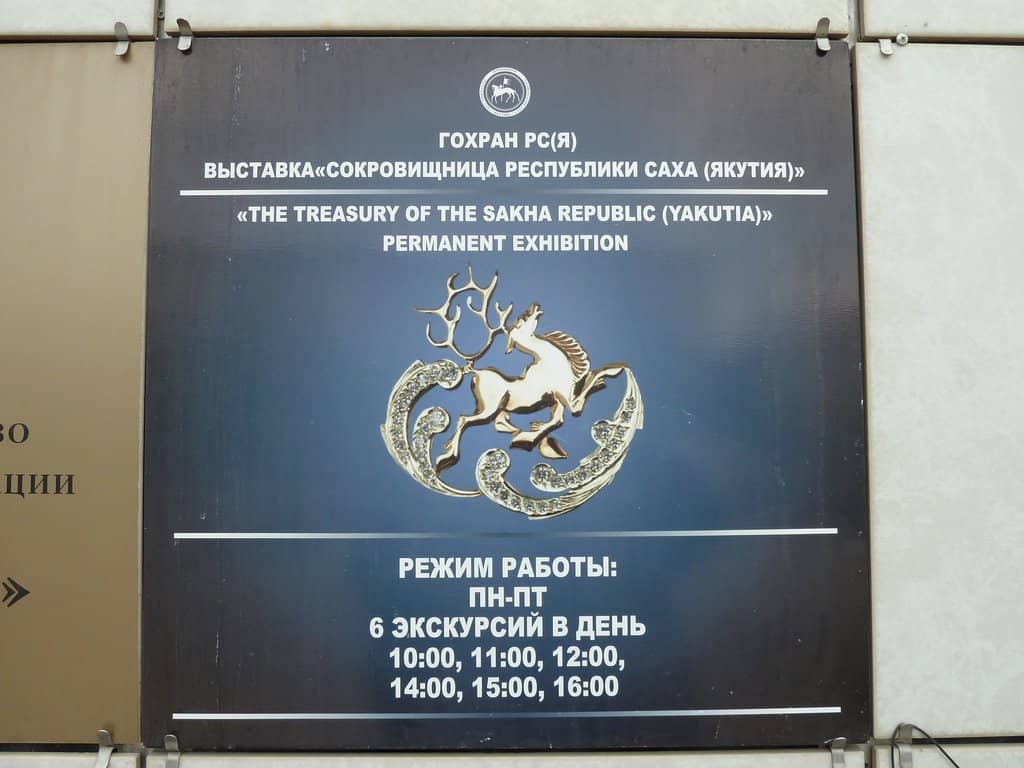 ГОХРАН РС(Я)
ВЫСТАВКА«СОКРОВИЩНИЦА РЕСПУБЛИКИ САХА (ЯКУТИЯ)»
«THE TREASURY OF THE SAKHA REPUBLIC (YAKUTIA)»
PERMANENT EXHIBITION
РЕЖИМ РАБОТЫ:
ПН-ПТ
6 ЭКСКУРСИЙ В ДЕНЬ
10:00, 11:00, 12:00,
14:00, 15:00, 16:00